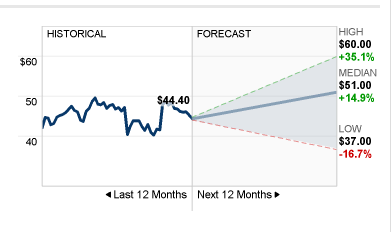 HISTORICAL
FORECAST
HIGH
$60.00
+35.1%
MEDIAN
$51.00
+14.9%
LOW
$37.00
-16.7%
$60
50
40
$44.40
Last 12 Months
Next 12 Months